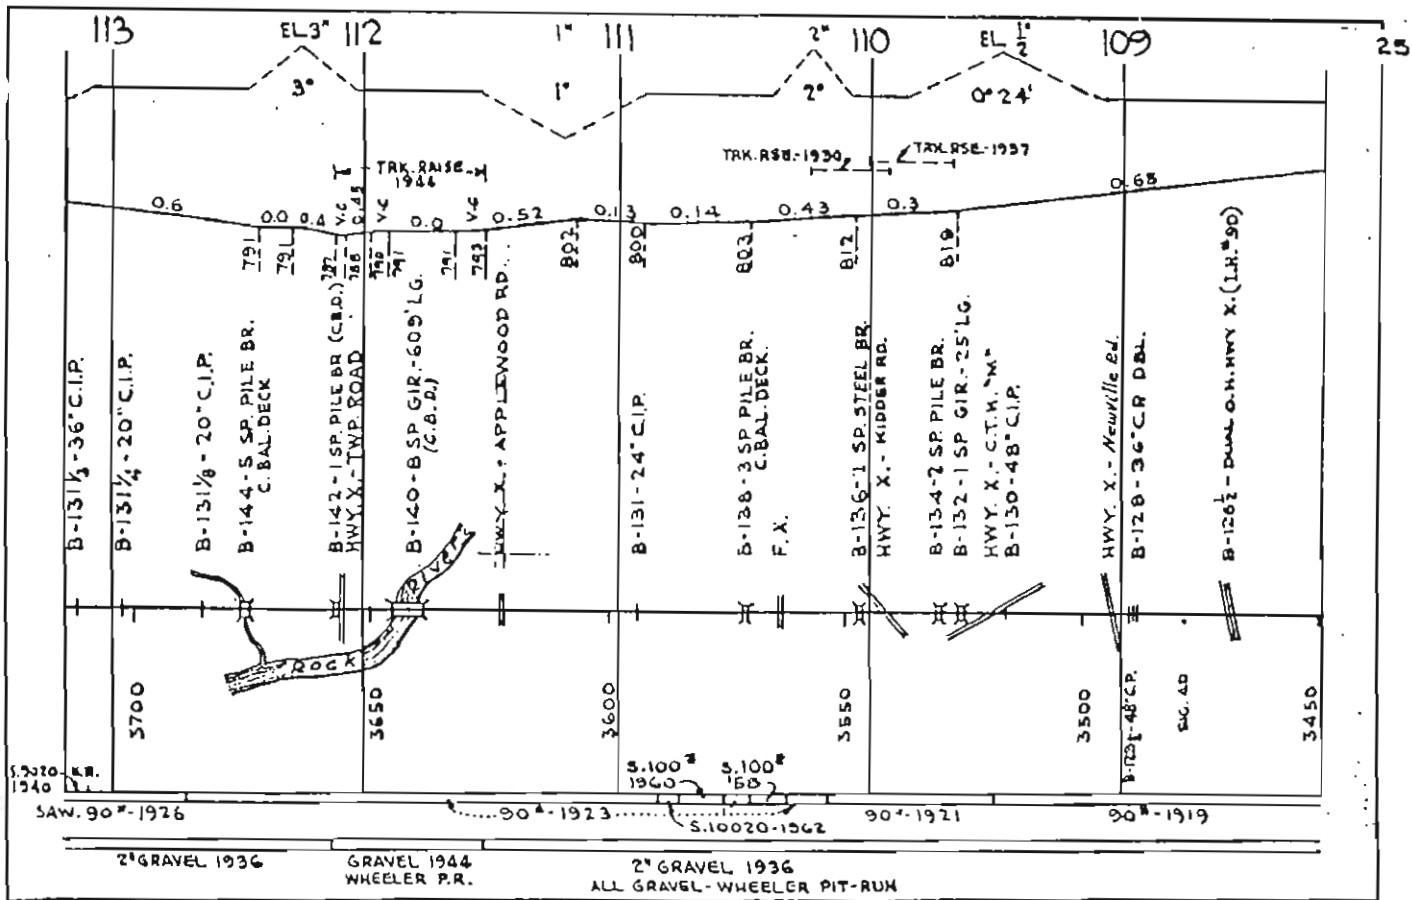 113 EL 3" 112 1" 111 2" 110 EL 1/2" 109 25
3° 1° 2° 0°24'
TRK. RAISE 1944
TRK.RSE.-1930 TRK.RSE.-1937
0.6 0.0 0.4 V.C 0.45 V.C 0.0 V.C 0.52 0.13 0.14 0.43 0.3 0.68
791 791 787 788 790 791 791 793 802 800 803 812 818
B-131 1/3-36" C.I.P.
B-131 1/4-20" C.I.P.
B-131 1/8-20" C.I.P.
B-144-5 SP. PILE BR.
C. BAL. DECK
B-142-1 SP. PILE BR (C.B.D.)
HWY. X.-TWP. ROAD
B-140-8 SP GIR.-609' LG.
(C.B.D.)
HWY X.-APPLEWOOD RD.
B-131-24" C.I.P.
B-138-3 SP. PILE BR.
C. BAL. DECK.
F. X.
B-136-1 SP. STEEL BR.
HWY. X.-KIDDER RD.
B-134-2 SP. PILE BR.
B-132-1 SP GIR.-25' LG.
HWY. X.-C.T.H. "M"
B-130-48" C.I.P.
HWY. X.-Newville Rd.
B-128-36" CR DBL.
B-126 1/2-DUAL O.H. HWY X. (I.H. #90)
ROCK RIVER
3700 3650 3600 3550 3500 3450
SIG. 40
S.9020 1940
S.100# 1960
S.100# '58
SAW. 90#-1926 90#-1923 90#-1921 90#-1919
S.10020-1962
2" GRAVEL 1936
GRAVEL 1944
WHEELER P.R.
2" GRAVEL 1936
ALL GRAVEL-WHEELER PIT-RUN